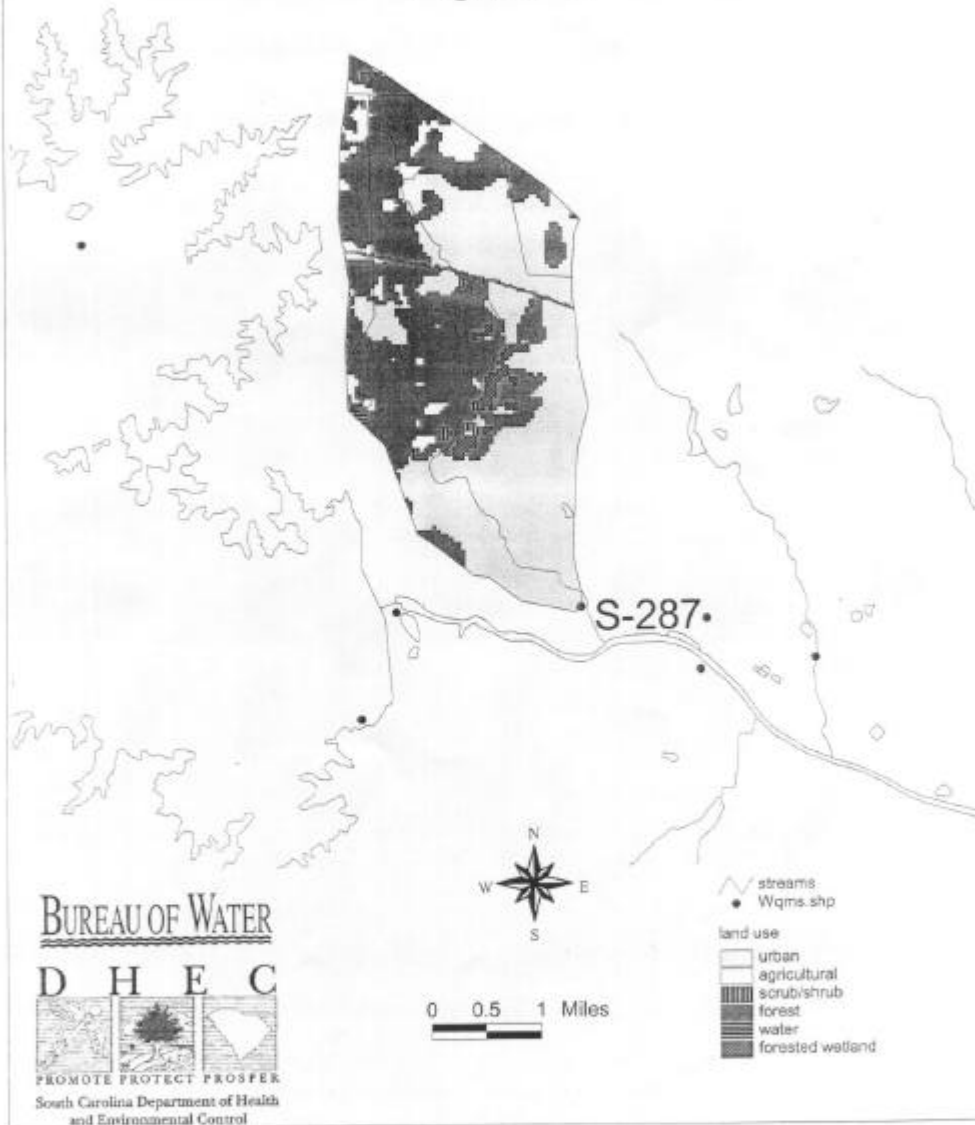 S-287
N
W E
S
streams
Wqms.shp
land use
urban
agricultural
scrub/shrub
forest
water
forested wetland
0 0.5 1 Miles
BUREAU OF WATER
D H E C
PROMOTE PROTECT PROSPER
South Carolina Department of Health
and Environmental Control